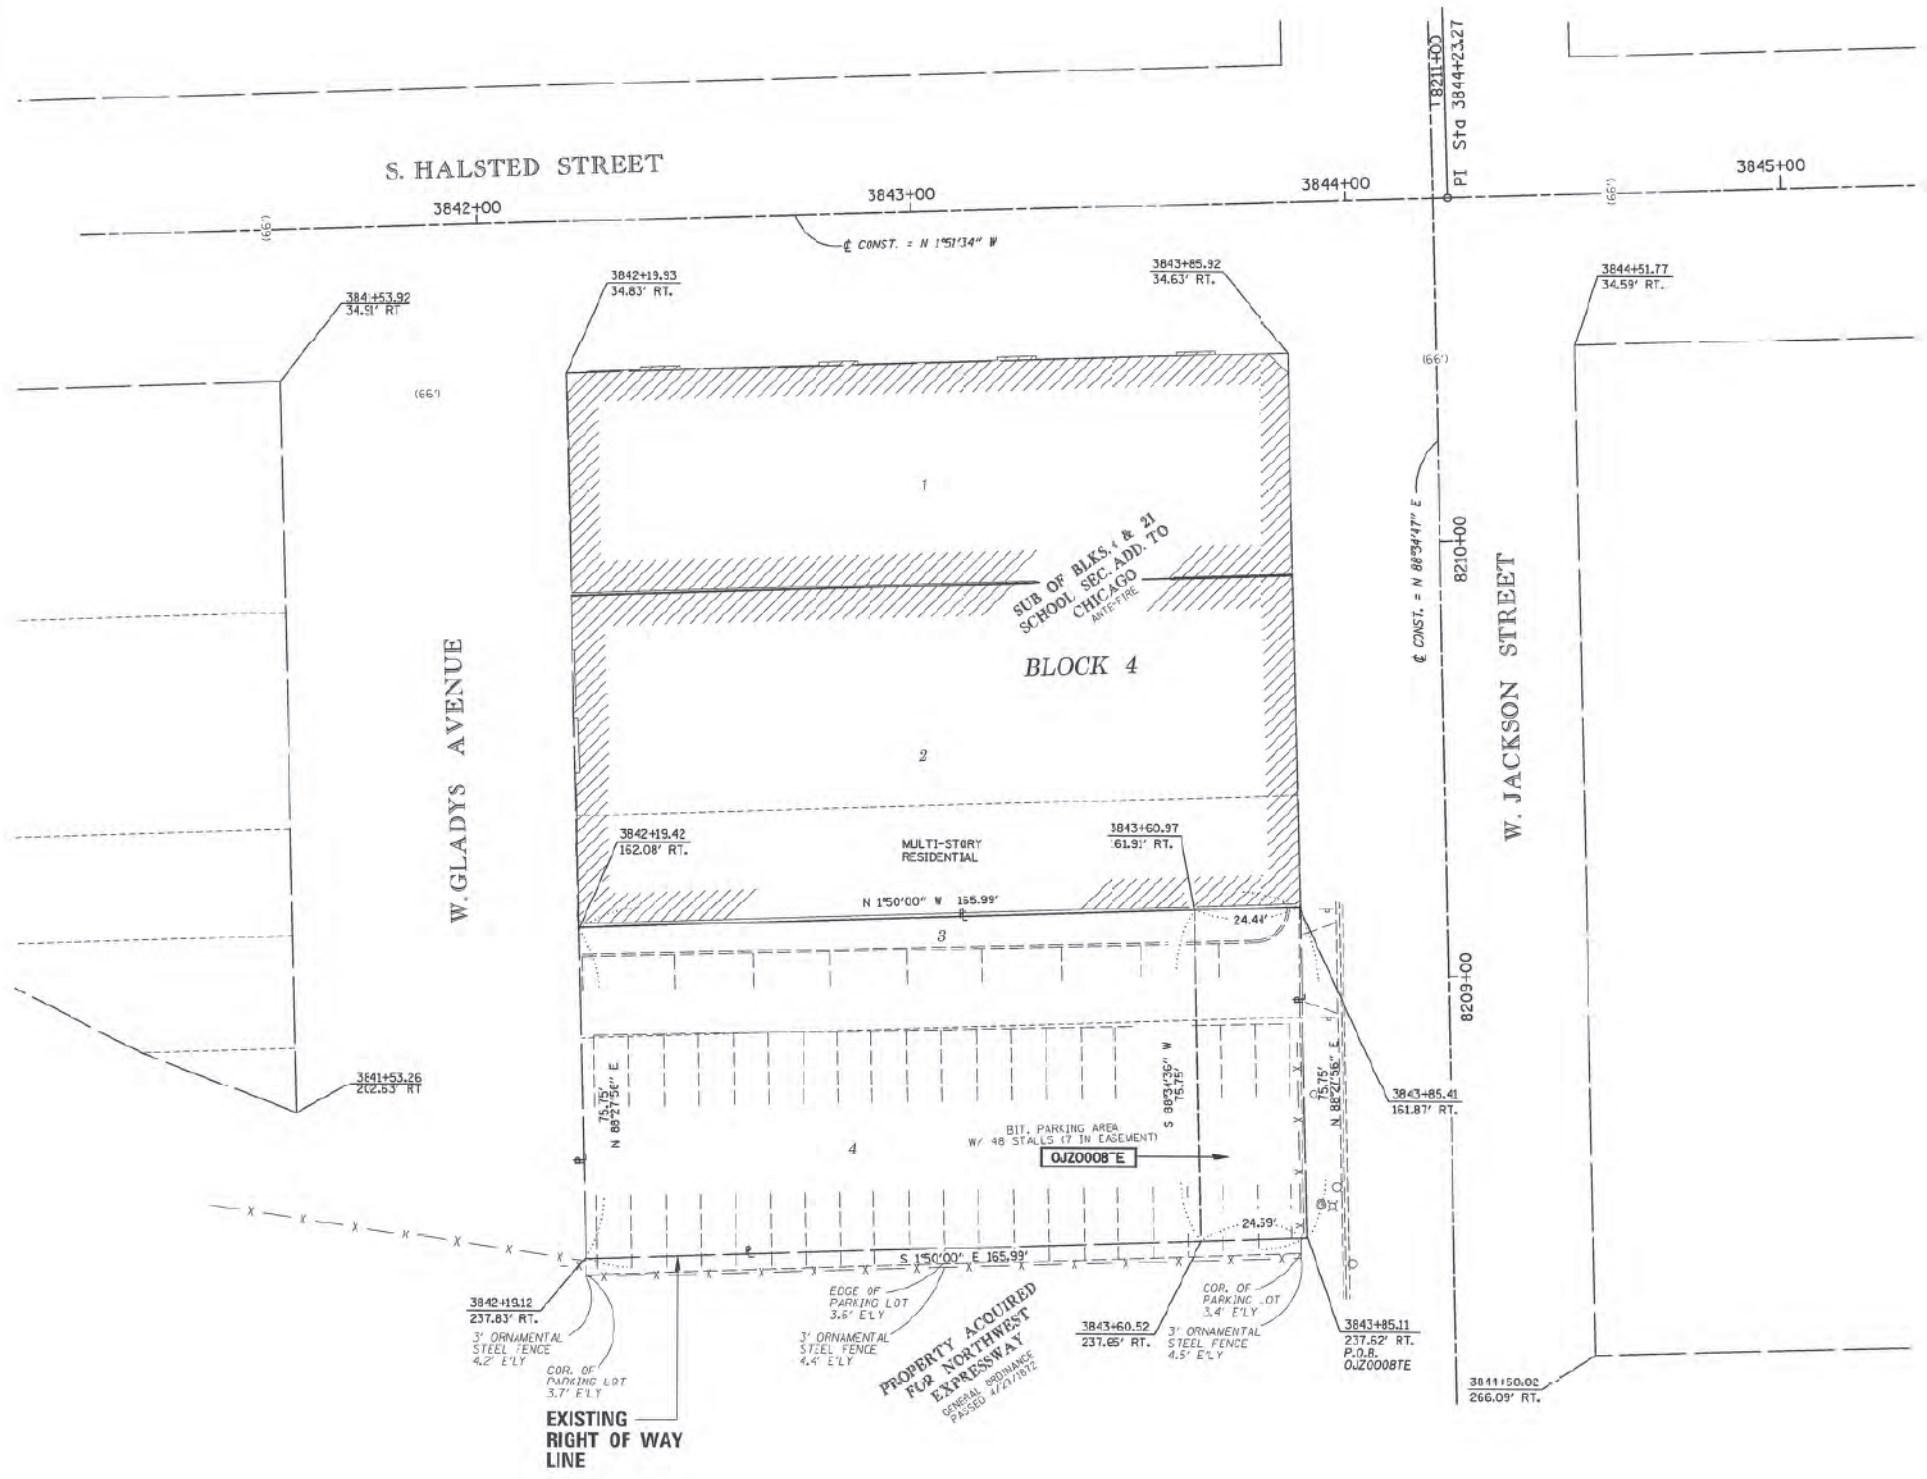 8211+00
PI Sta 3844+23.27
S. HALSTED STREET
3842+00
3843+00
3844+00
3845+00
(66')
(66')
℄ CONST. = N 1°51'34" W
3842+19.93
34.83' RT.
3843+85.92
34.63' RT.
3844+51.77
34.59' RT.
3841+53.92
34.91' RT
(66')
(66')
1
SUB OF BLKS. & 21
SCHOOL SEC. ADD. TO
CHICAGO
ANTE-FIRE
BLOCK 4
2
℄ CONST. = N 88°34'47" E
8210+00
W. JACKSON STREET
W. GLADYS AVENUE
3842+19.42
162.08' RT.
MULTI-STORY
RESIDENTIAL
3843+60.97
161.91' RT.
N 1°50'00" W 165.99'
24.44'
3
8209+00
3841+53.26
202.63' RT
75.75'
N 88°27'56" E
S 88°34'36" W
75.75'
75.75'
N 88°27'56" E
3843+85.41
161.87' RT.
BIT. PARKING AREA
W/ 48 STALLS (7 IN EASEMENT)
4
0JZ0008TE
24.59'
S 1°50'00" E 165.99'
3842+19.12
237.83' RT.
3' ORNAMENTAL
STEEL FENCE
4.2' E'LY
COR. OF
PARKING LOT
3.7' E'LY
EXISTING
RIGHT OF WAY
LINE
EDGE OF
PARKING LOT
3.6' E'LY
3' ORNAMENTAL
STEEL FENCE
4.4' E'LY
PROPERTY ACQUIRED
FOR NORTHWEST
EXPRESSWAY
GENERAL ORDINANCE
PASSED
3843+60.52
237.65' RT.
COR. OF
PARKING LOT
3.4' E'LY
3' ORNAMENTAL
STEEL FENCE
4.5' E'LY
3843+85.11
237.62' RT.
P.O.B.
0JZ0008TE
3844+50.02
266.09' RT.